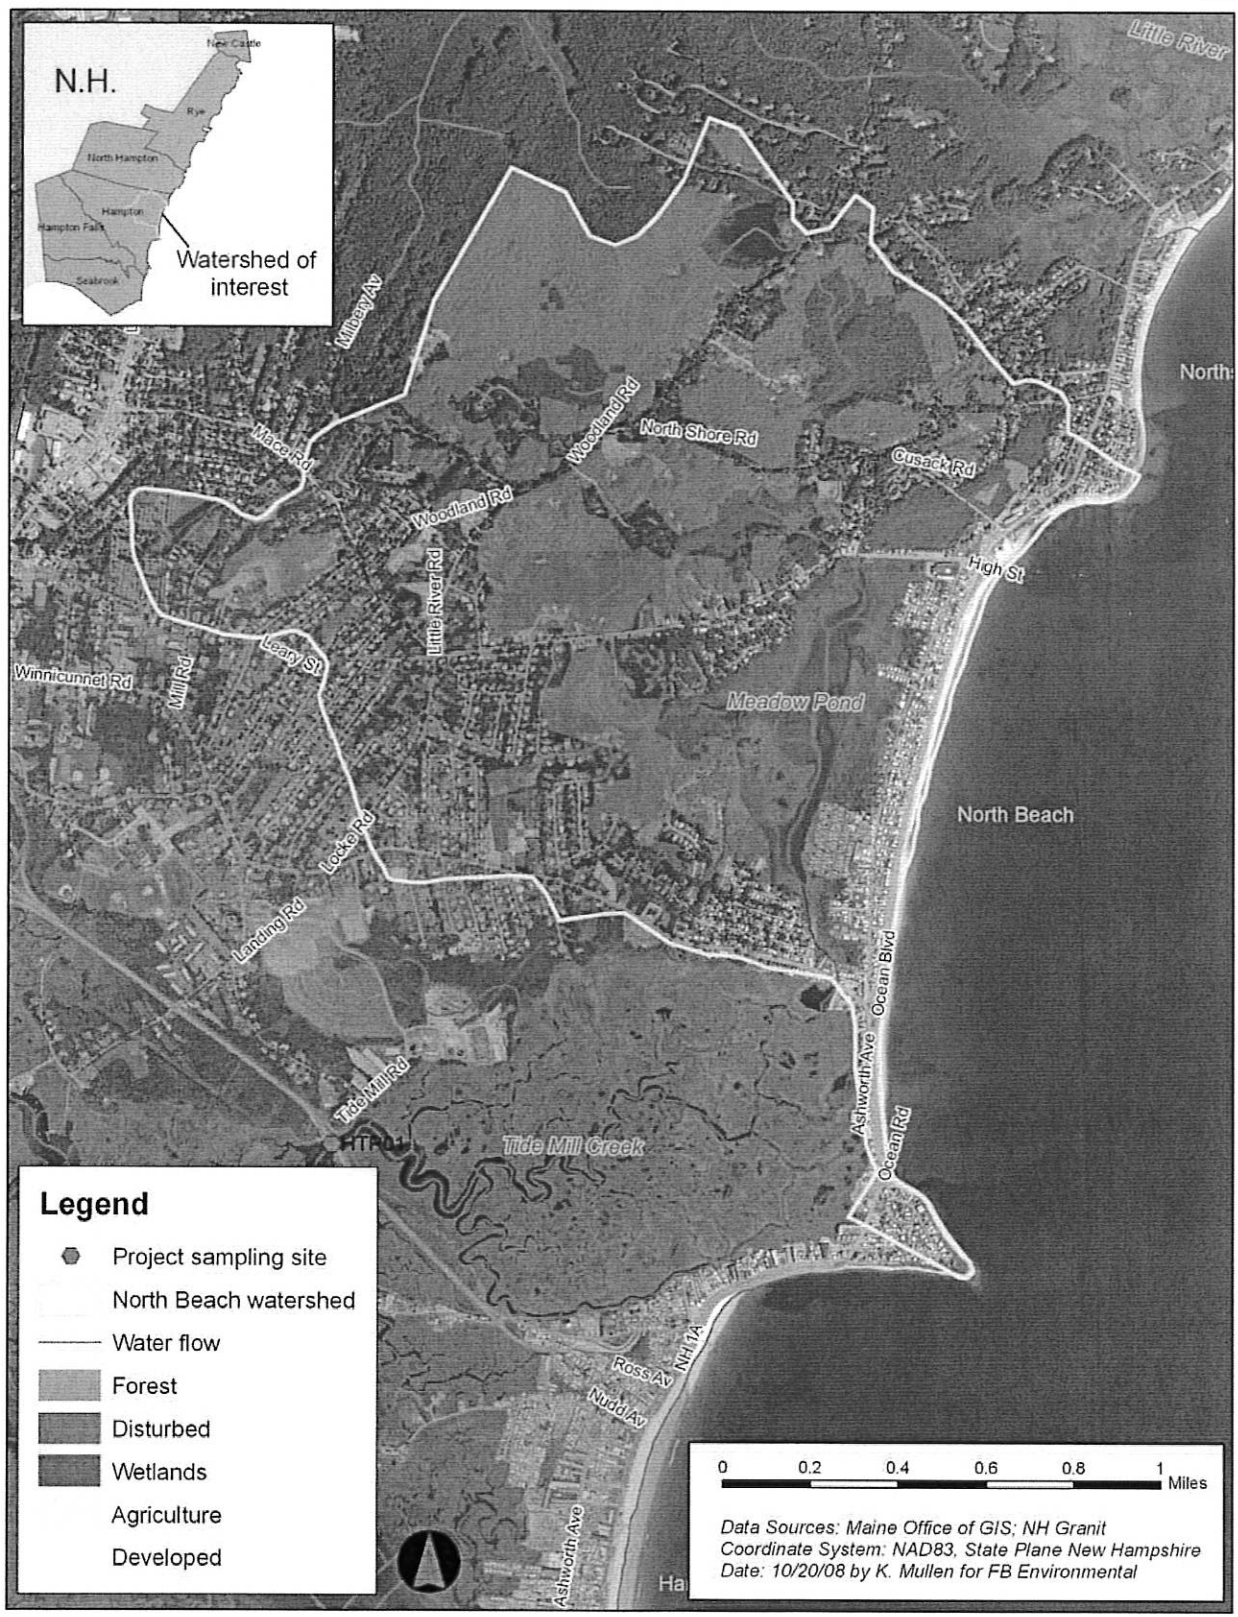 Little River
New Castle
N.H.
Rye
North Hampton
Hampton
Hampton Falls
Seabrook
Watershed of
interest
Milbery Av
North
Mace Rd
Woodland Rd
North Shore Rd
Cusack Rd
Woodland Rd
Little River Rd
High St
Leary St
Winnicunnet Rd
Mill Rd
Meadow Pond
North Beach
Locke Rd
Landing Rd
Ocean Blvd
Ashworth Ave
Tide Mill Rd
Ocean Rd
HTP01
Tide Mill Creek
Legend
Project sampling site
North Beach watershed
Water flow
Forest
Disturbed
Wetlands
Agriculture
Developed
NH 1A
Ross Av
Nudd Av
Ashworth Ave
Ha
0 0.2 0.4 0.6 0.8 1
Miles
Data Sources: Maine Office of GIS; NH Granit
Coordinate System: NAD83, State Plane New Hampshire
Date: 10/20/08 by K. Mullen for FB Environmental